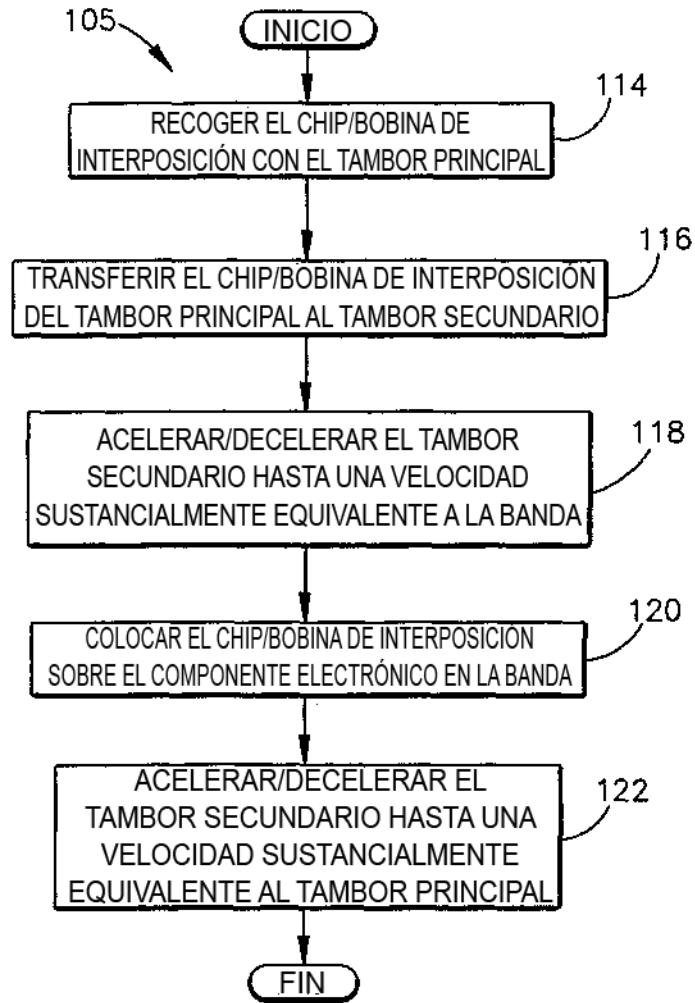 105
INICIO
114
RECOGER EL CHIP/BOBINA DE
INTERPOSICIÓN CON EL TAMBOR PRINCIPAL
116
TRANSFERIR EL CHIP/BOBINA DE INTERPOSICIÓN
DEL TAMBOR PRINCIPAL AL TAMBOR SECUNDARIO
118
ACELERAR/DECELERAR EL TAMBOR
SECUNDARIO HASTA UNA VELOCIDAD
SUSTANCIALMENTE EQUIVALENTE A LA BANDA
120
COLOCAR EL CHIP/BOBINA DE INTERPOSICIÓN
SOBRE EL COMPONENTE ELECTRÓNICO EN LA BANDA
122
ACELERAR/DECELERAR EL
TAMBOR SECUNDARIO HASTA UNA
VELOCIDAD SUSTANCIALMENTE
EQUIVALENTE AL TAMBOR PRINCIPAL
FIN